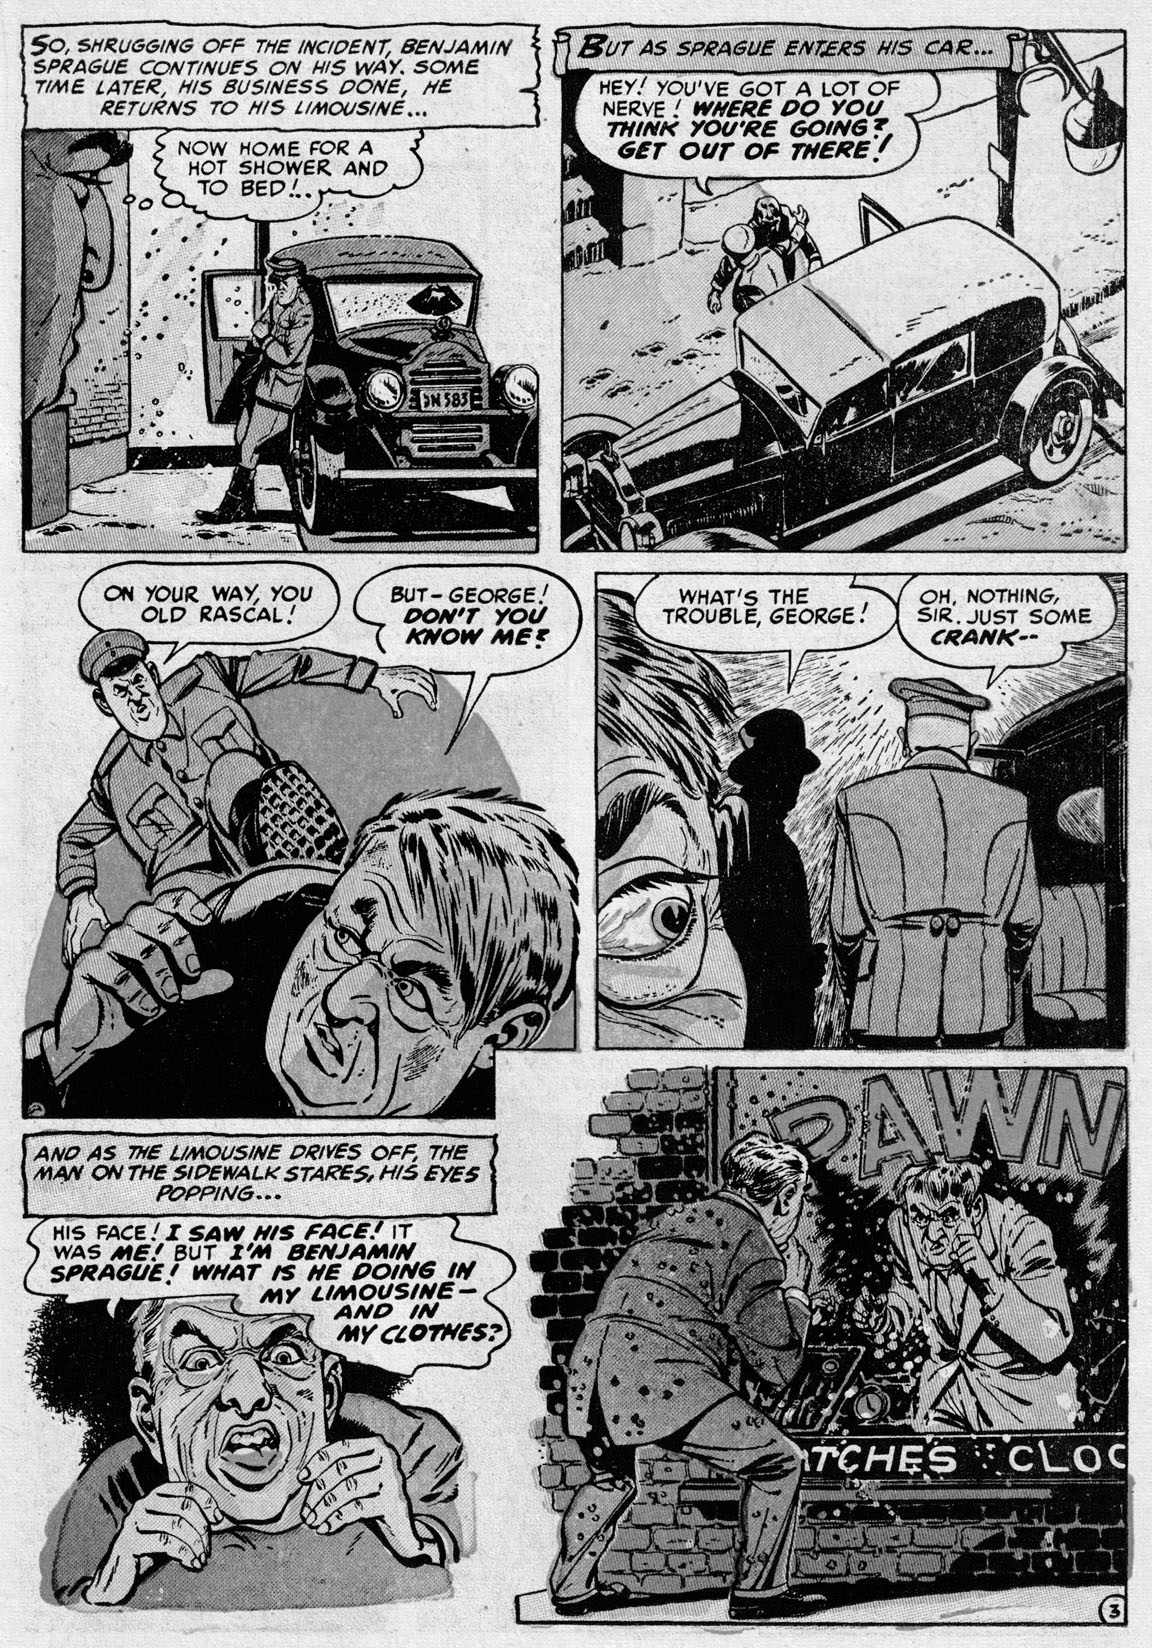 SO, SHRUGGING OFF THE INCIDENT, BENJAMIN
SPRAGUE CONTINUES ON HIS WAY. SOME
TIME LATER, HIS BUSINESS DONE, HE
RETURNS TO HIS LIMOUSINE...
NOW HOME FOR A
HOT SHOWER AND
TO BED!..
N 583
BUT AS SPRAGUE ENTERS HIS CAR...
HEY! YOU'VE GOT A LOT OF
NERVE! WHERE DO YOU
THINK YOU'RE GOING?
GET OUT OF THERE!
ON YOUR WAY, YOU
OLD RASCAL!
BUT- GEORGE!
DON'T YOU
KNOW ME?
WHAT'S THE
TROUBLE, GEORGE!
OH, NOTHING,
SIR. JUST SOME
CRANK--
AND AS THE LIMOUSINE DRIVES OFF, THE
MAN ON THE SIDEWALK STARES, HIS EYES
POPPING...
HIS FACE! I SAW HIS FACE! IT
WAS ME! BUT I'M BENJAMIN
SPRAGUE! WHAT IS HE DOING IN
MY LIMOUSINE-
AND IN
MY CLOTHES?
PAWN
ATCHES CLOC
3